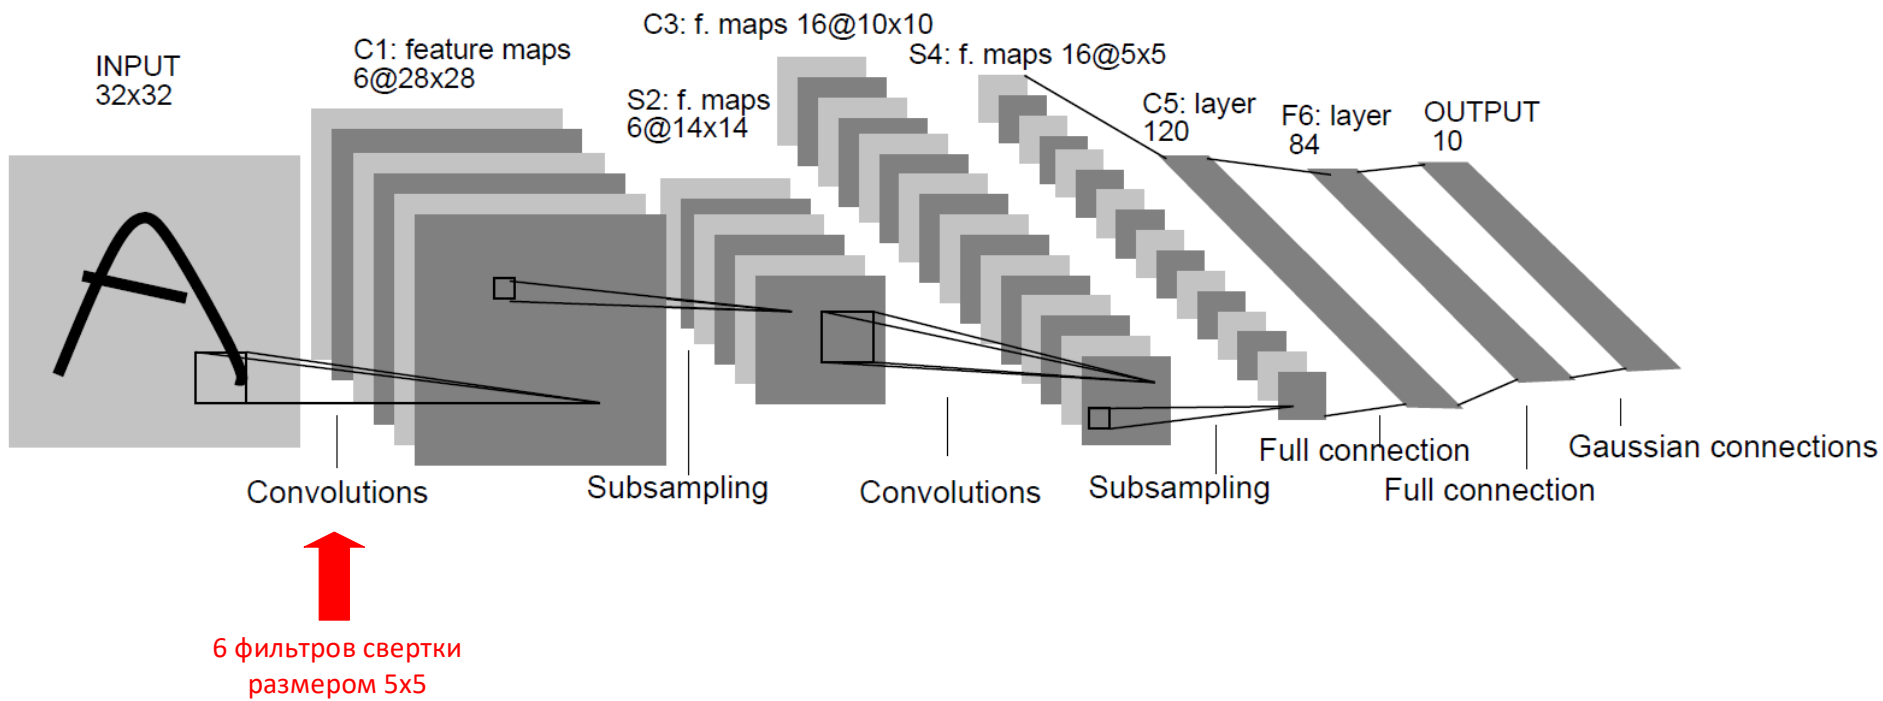 INPUT
32x32
C1: feature maps
6@28x28
S2: f. maps
6@14x14
C3: f. maps 16@10x10
S4: f. maps 16@5x5
C5: layer
120
F6: layer
84
OUTPUT
10
Convolutions
Subsampling
Convolutions
Subsampling
Full connection
Full connection
Gaussian connections
6 фильтров свертки
размером 5x5